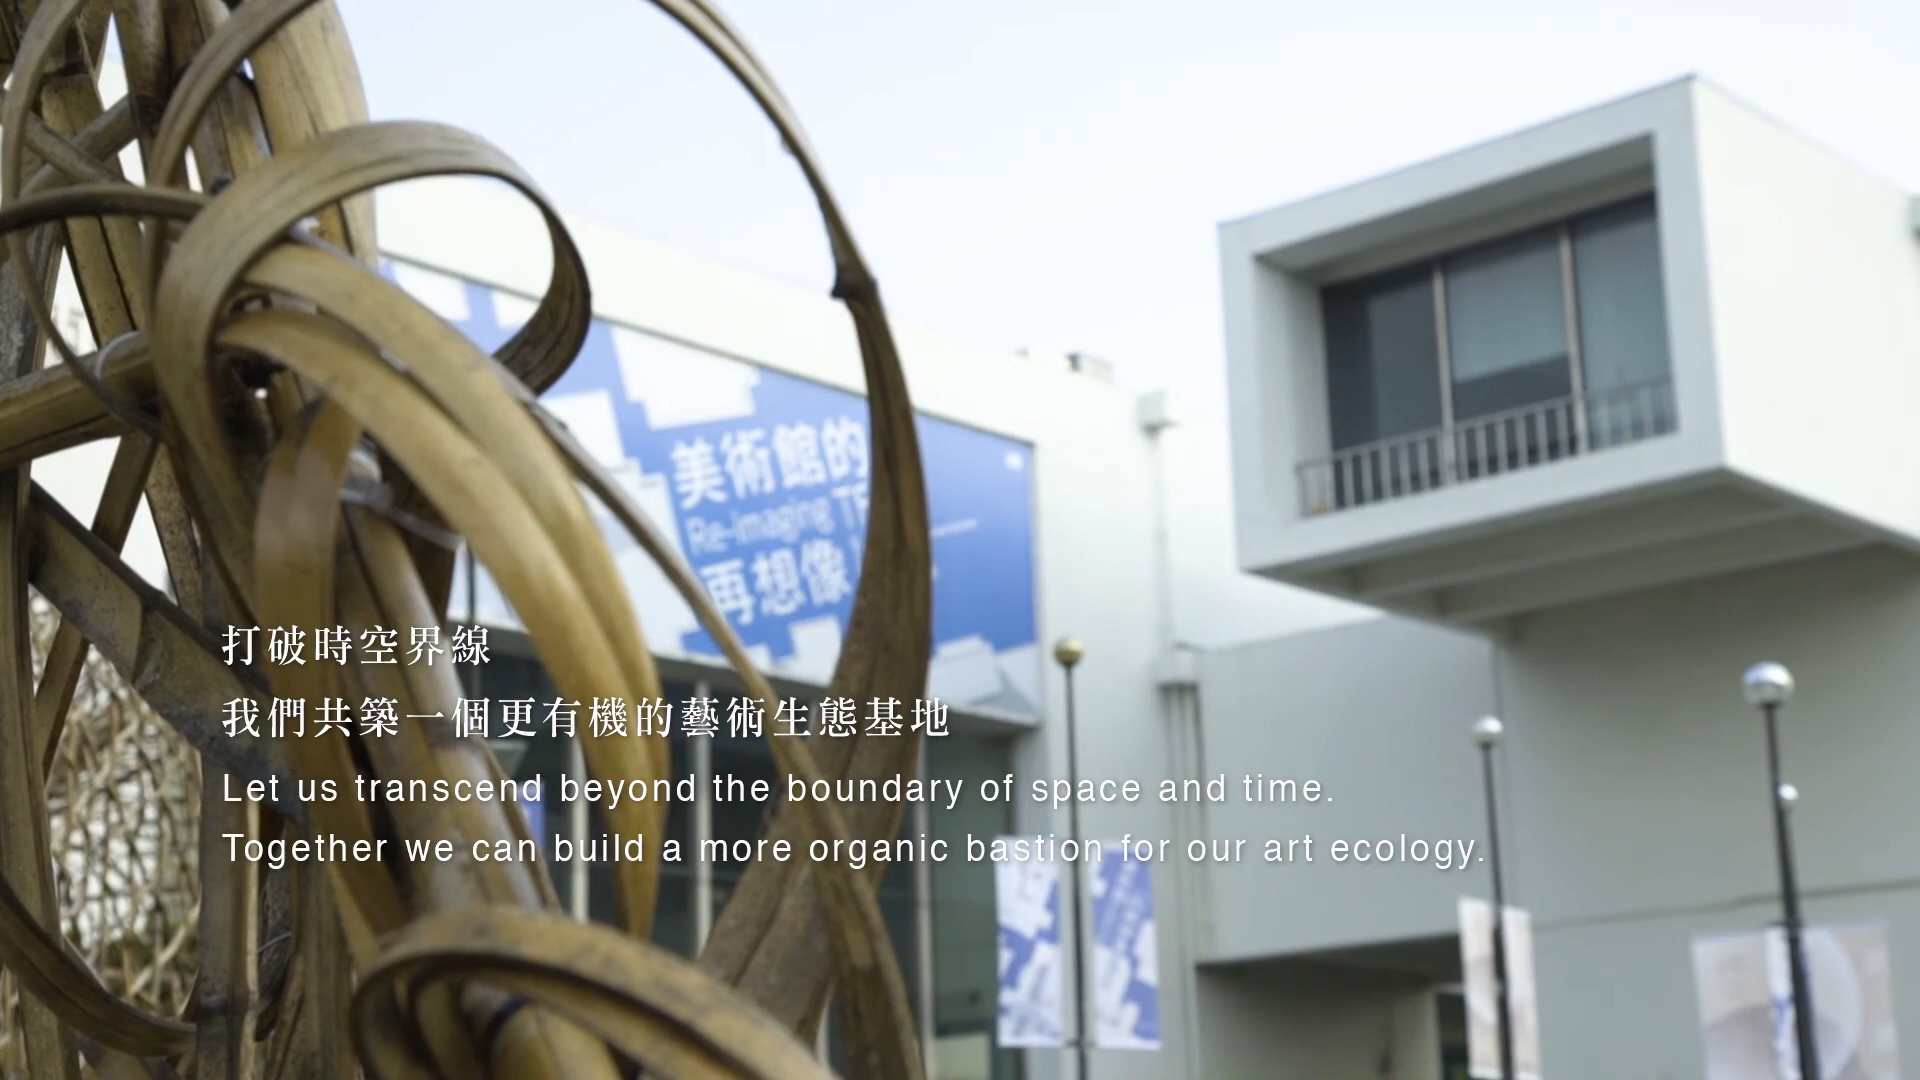 美術館的
Re-imaging
再想像
打破時空界線
我們共築一個更有機的藝術生態基地
Let us transcend beyond the boundary of space and time.
Together we can build a more organic bastion for our art ecology.